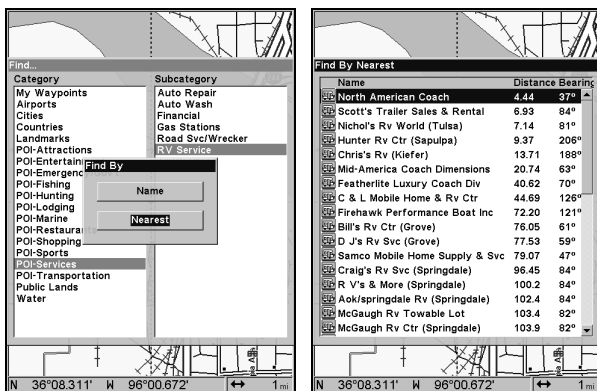 Find...
Category
Subcategory
My Waypoints
Airports
Cities
Countries
Landmarks
POI-Attractions
POI-Entertain
POI-Emergenc
POI-Fishing
POI-Hunting
POI-Lodging
POI-Marine
POI-Restauran
POI-Shopping
POI-Sports
POI-Services
POI-Transportation
Public Lands
Water
Auto Repair
Auto Wash
Financial
Gas Stations
Road Svc/Wrecker
RV Service
Find By
Name
Nearest
N 36°08.311' W 96°00.672' ↔ 1 mi
Find By Nearest
Name Distance Bearing
North American Coach 4.44 37°
Scott's Trailer Sales & Rental 6.93 84°
Nichol's Rv World (Tulsa) 7.14 81°
Hunter Rv Ctr (Sapulpa) 9.37 206°
Chris's Rv (Kiefer) 13.71 188°
Mid-America Coach Dimensions 20.74 63°
Featherlite Luxury Coach Div 40.62 70°
C & L Mobile Home & Rv Ctr 44.69 126°
Firehawk Performance Boat Inc 72.20 121°
Bill's Rv Ctr (Grove) 76.05 61°
D J's Rv Svc (Grove) 77.53 59°
Samco Mobile Home Supply & Svc 79.07 47°
Craig's Rv Svc (Springdale) 96.45 84°
R V's & More (Springdale) 100.2 84°
Aok/springdale Rv (Springdale) 102.4 84°
McGaugh Rv Towable Lot 103.4 82°
McGaugh Rv Ctr (Springdale) 103.9 82°
N 36°08.311' W 96°00.672' ↔ 1 mi